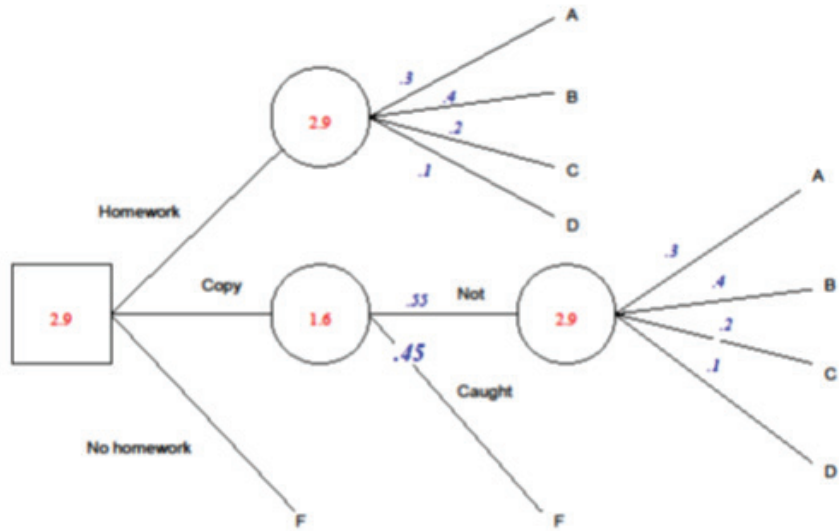 A
.3
.4
B
2.9
.2
.1
C
A
Homework
D
.3
Copy
.4
B
.55
Not
2.9
1.6
2.9
.2
.45
.1
C
Caught
No homework
D
F
F